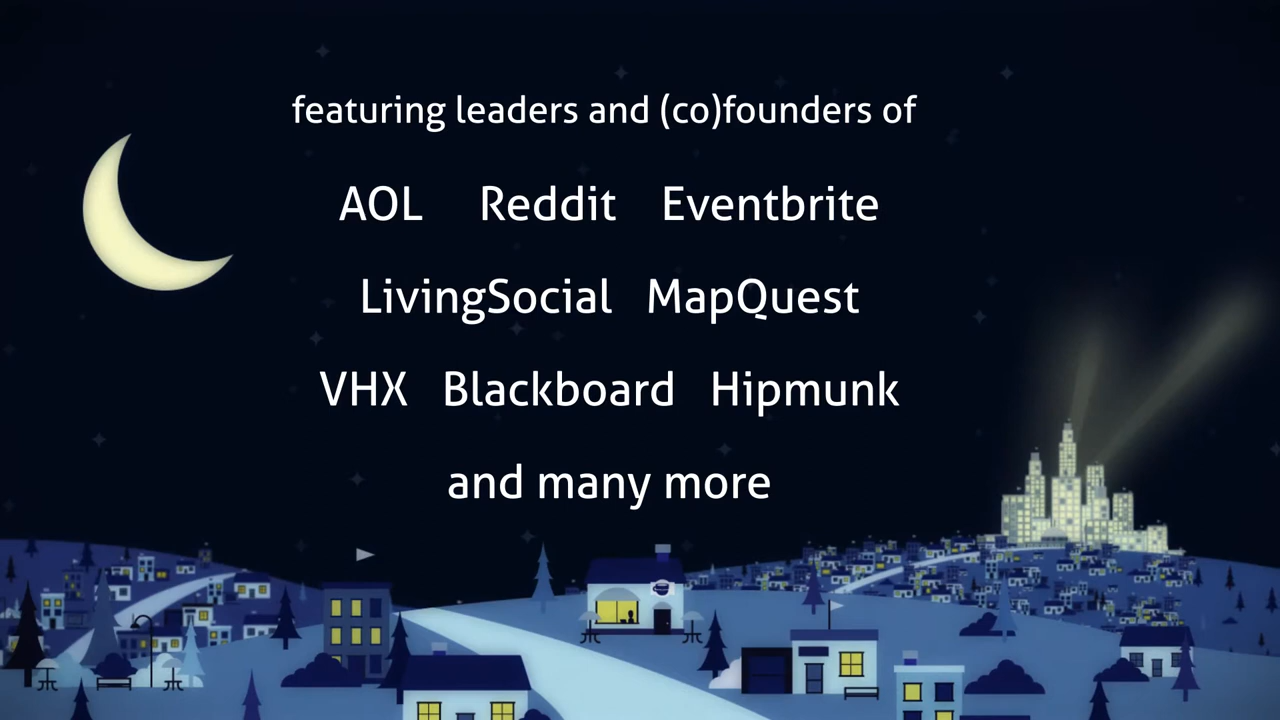 featuring leaders and (co)founders of
AOL Reddit Eventbrite
LivingSocial MapQuest
VHX Blackboard Hipmunk
and many more